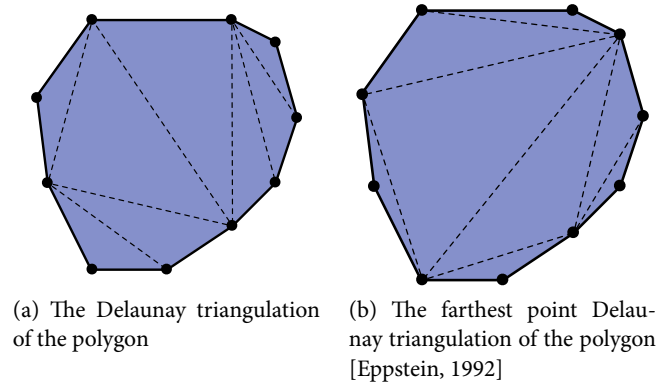 (a) The Delaunay triangulation
of the polygon
(b) The farthest point Delau-
nay triangulation of the polygon
[Eppstein, 1992]